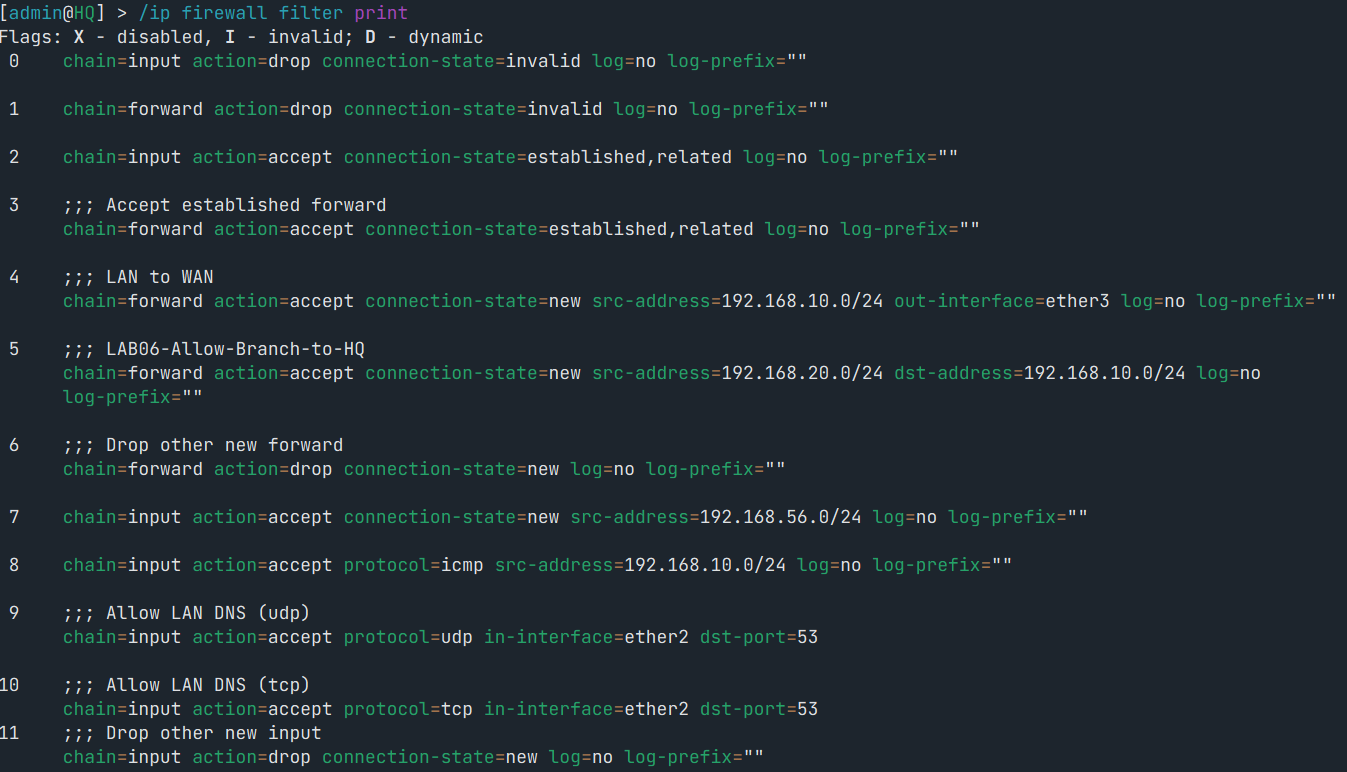 [admin@HQ] > /ip firewall filter print
Flags: X - disabled, I - invalid; D - dynamic
0 chain=input action=drop connection-state=invalid log=no log-prefix=""
1 chain=forward action=drop connection-state=invalid log=no log-prefix=""
2 chain=input action=accept connection-state=established,related log=no log-prefix=""
3 ;;; Accept established forward
chain=forward action=accept connection-state=established,related log=no log-prefix=""
4 ;;; LAN to WAN
chain=forward action=accept connection-state=new src-address=192.168.10.0/24 out-interface=ether3 log=no log-prefix=""
5 ;;; LAB06-Allow-Branch-to-HQ
chain=forward action=accept connection-state=new src-address=192.168.20.0/24 dst-address=192.168.10.0/24 log=no
log-prefix=""
6 ;;; Drop other new forward
chain=forward action=drop connection-state=new log=no log-prefix=""
7 chain=input action=accept connection-state=new src-address=192.168.56.0/24 log=no log-prefix=""
8 chain=input action=accept protocol=icmp src-address=192.168.10.0/24 log=no log-prefix=""
9 ;;; Allow LAN DNS (udp)
chain=input action=accept protocol=udp in-interface=ether2 dst-port=53
10 ;;; Allow LAN DNS (tcp)
chain=input action=accept protocol=tcp in-interface=ether2 dst-port=53
11 ;;; Drop other new input
chain=input action=drop connection-state=new log=no log-prefix=""